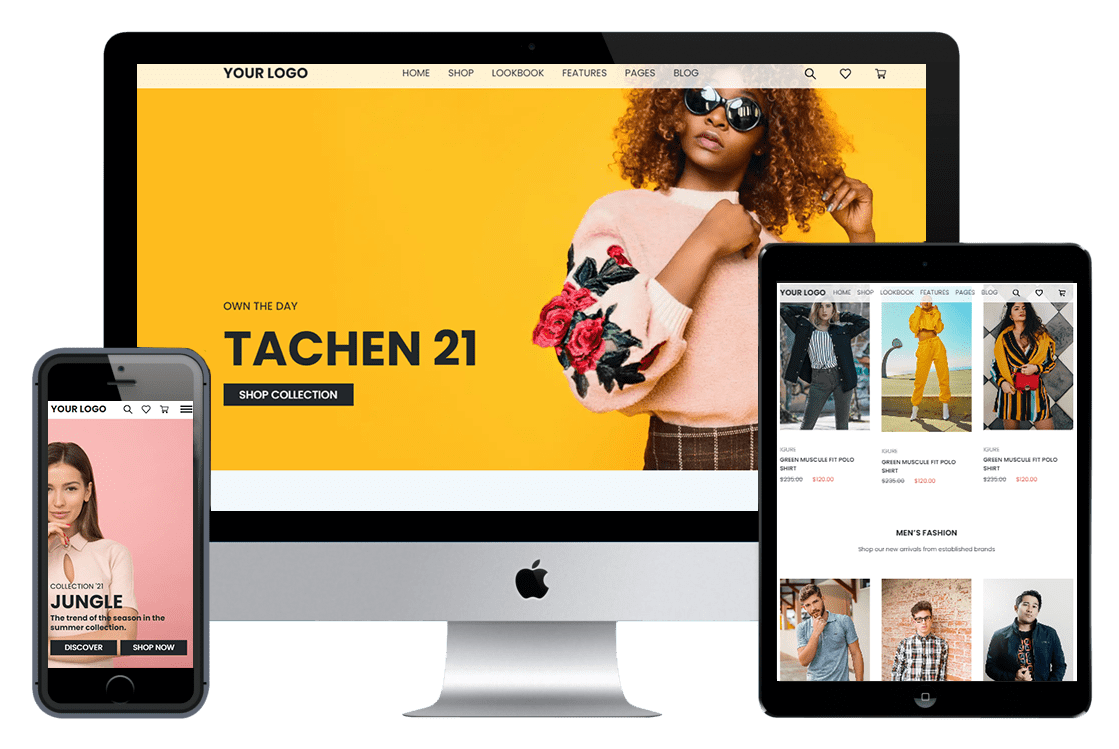 YOUR LOGO HOME SHOP LOOKBOOK FEATURES PAGES BLOG
OWN THE DAY
TACHEN 21
SHOP COLLECTION
YOUR LOGO
COLLECTION '21
JUNGLE
The trend of the season in the
summer collection.
DISCOVER SHOP NOW
YOUR LOGO HOME SHOP LOOKBOOK FEATURES PAGES BLOG
IGURE
GREEN MUSCULE FIT POLO
SHIRT
$235.00 $120.00
IGURE
GREEN MUSCULE FIT POLO
SHIRT
$235.00 $120.00
IGURE
GREEN MUSCULE FIT POLO
SHIRT
$235.00 $120.00
MEN'S FASHION
Shop our new arrivals from established brands